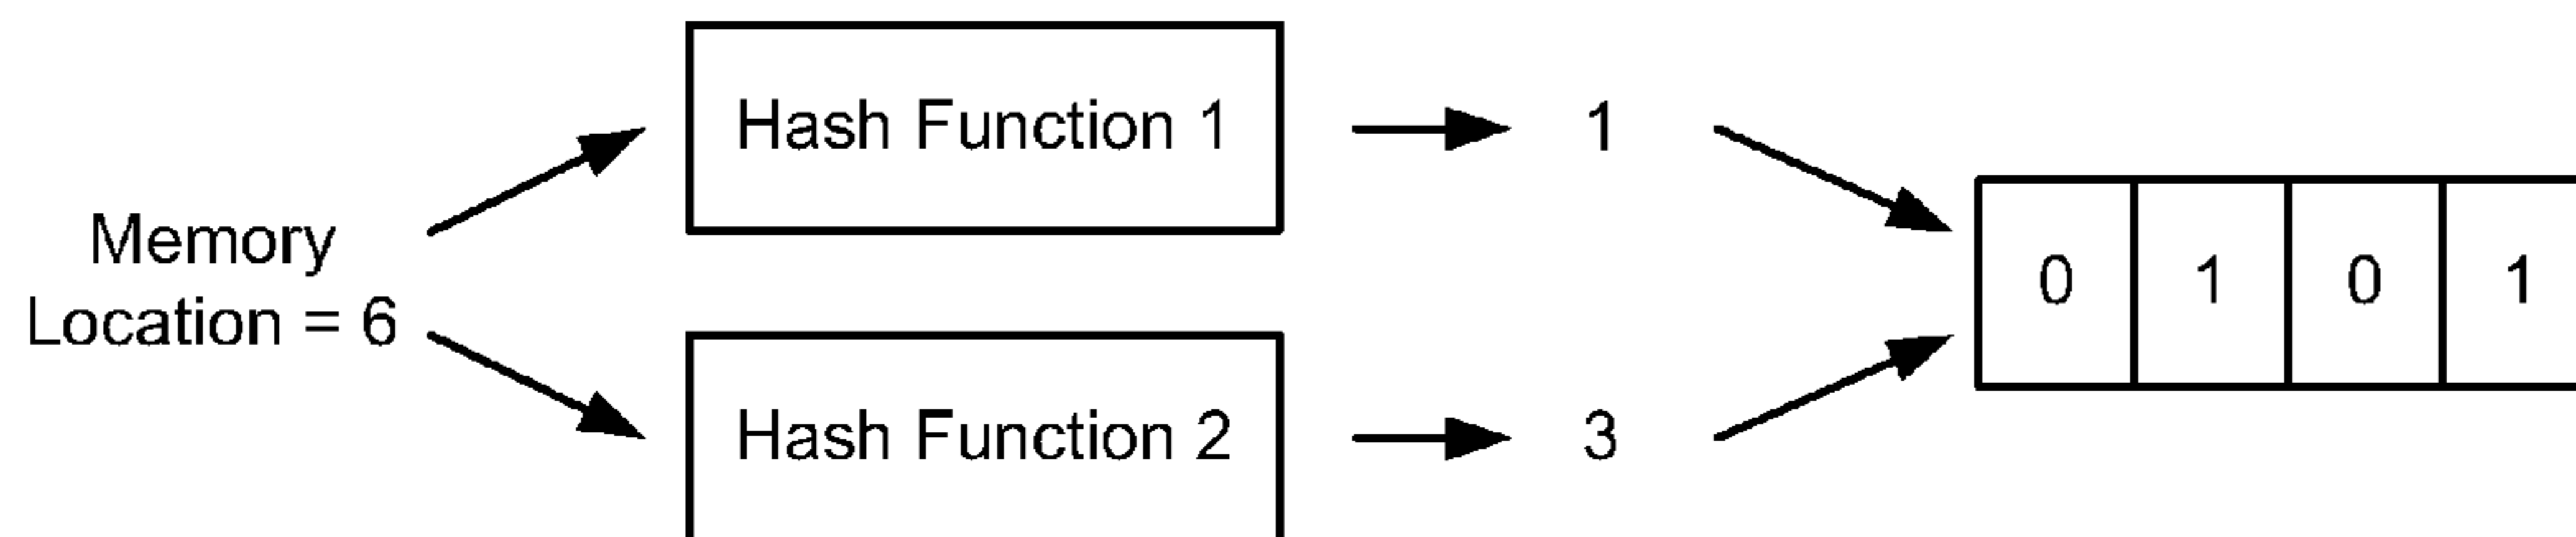 Hash Function 1
1
Memory
Location = 6
0 1 0 1
Hash Function 2
3